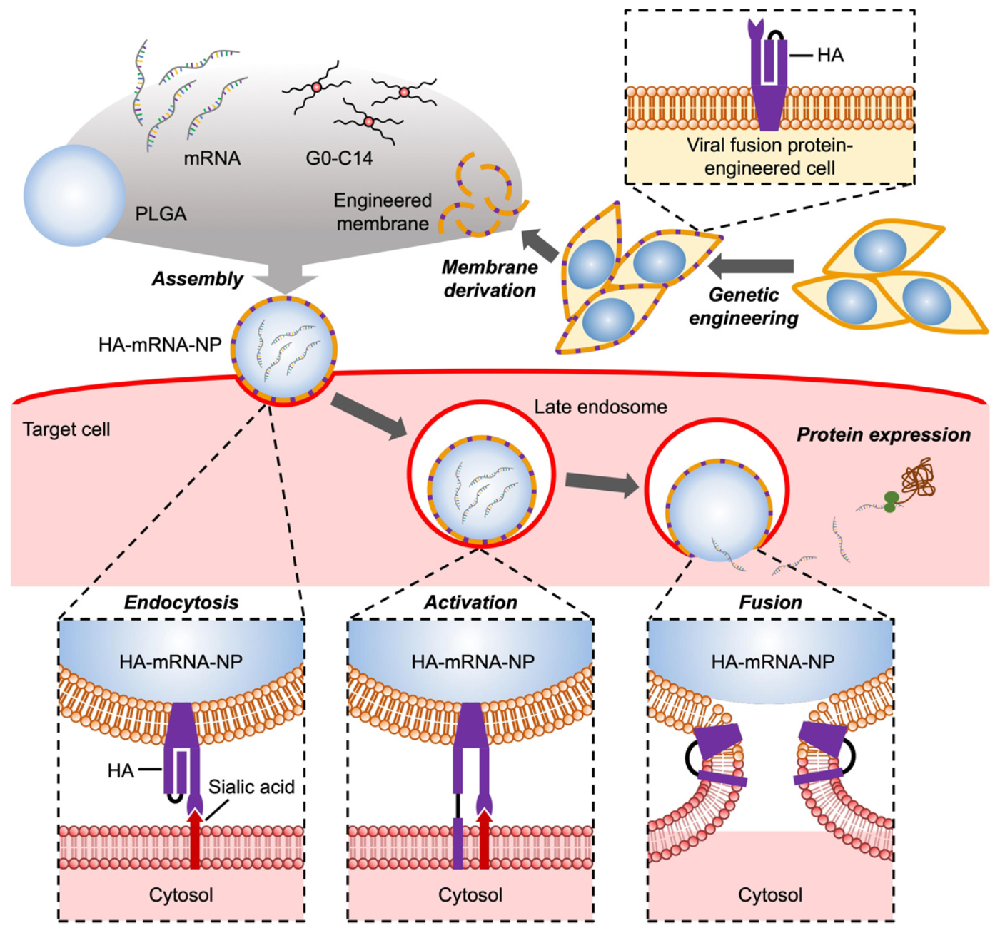 HA
Viral fusion protein-
engineered cell
mRNA
G0-C14
PLGA
Engineered
membrane
Membrane
derivation
Genetic
engineering
Assembly
HA-mRNA-NP
Target cell
Late endosome
Protein expression
Endocytosis
HA-mRNA-NP
HA
Sialic acid
Cytosol
Activation
HA-mRNA-NP
Cytosol
Fusion
HA-mRNA-NP
Cytosol